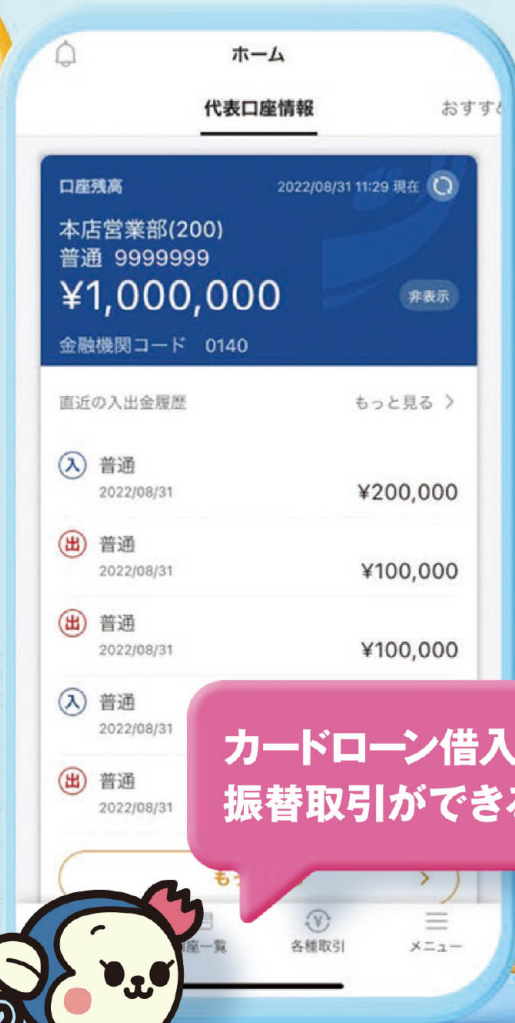 ホーム
代表口座情報
おすす
口座残高
2022/08/31 11:29 現在
本店営業部(200)
普通 9999999
¥1,000,000
非表示
金融機関コード 0140
直近の入出金履歴
もっと見る >
入 普通
2022/08/31
¥200,000
出 普通
2022/08/31
¥100,000
出 普通
2022/08/31
¥100,000
入 普通
2022/08/31
出 普通
2022/08/31
カードローン借入
振替取引ができ
も
座一覧
各種取引
メニュー